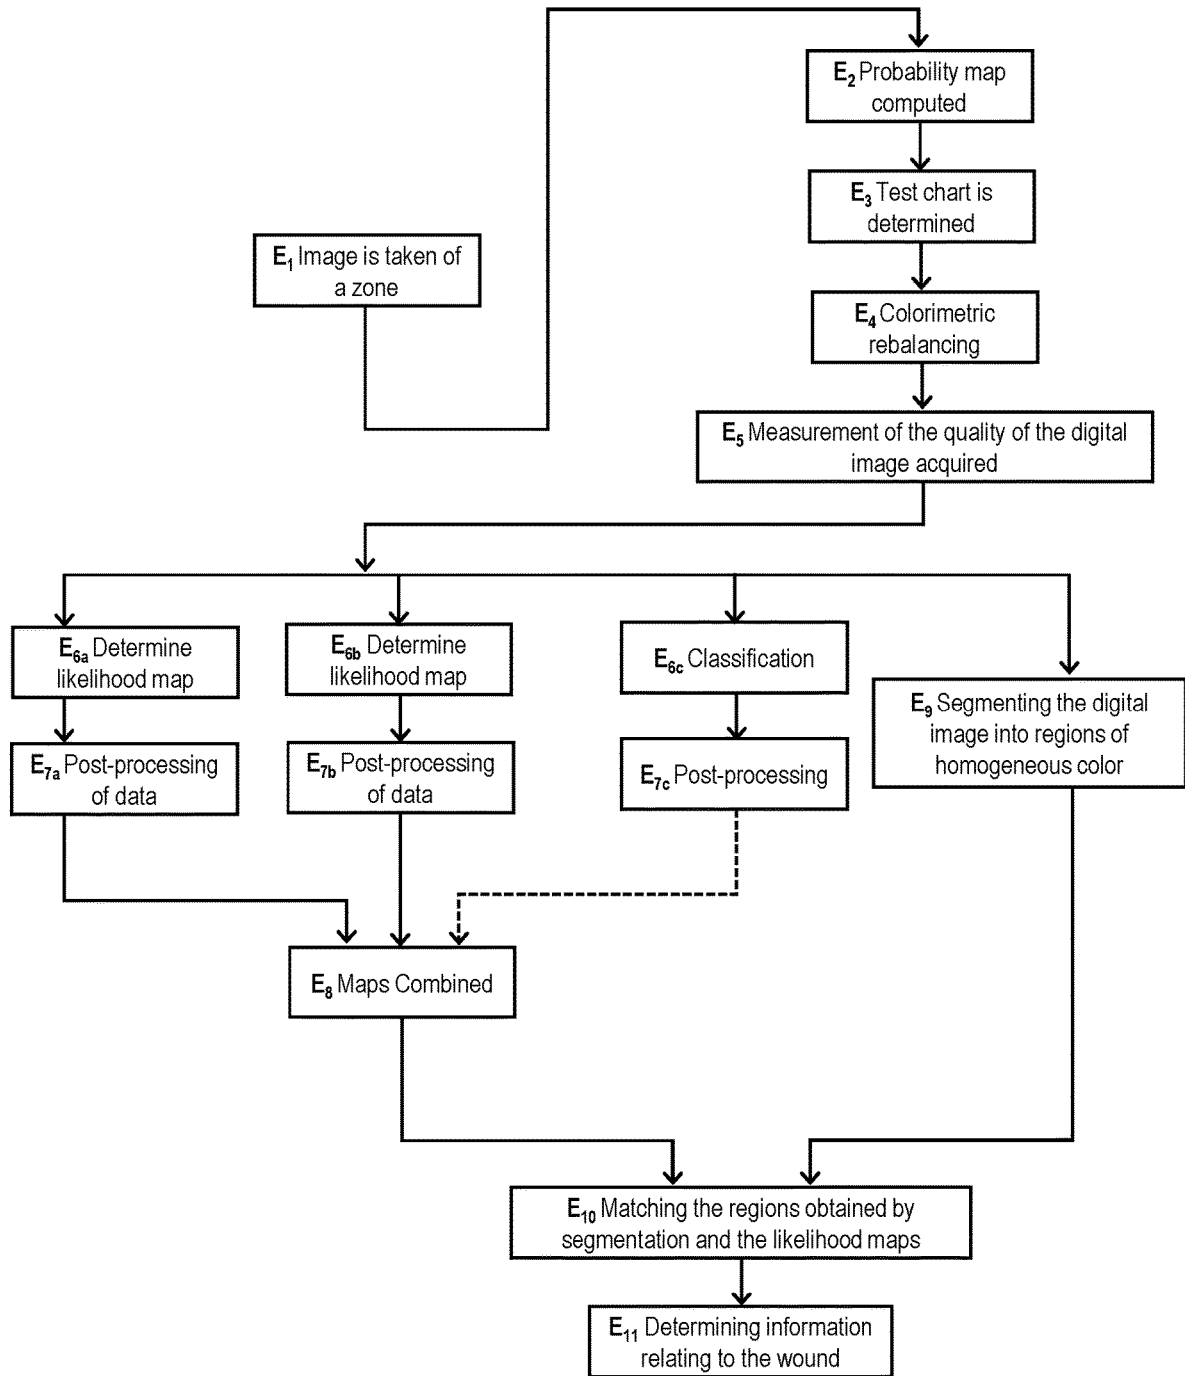 E2 Probability map
computed
E3 Test chart is
determined
E1 Image is taken of
a zone
E4 Colorimetric
rebalancing
E5 Measurement of the quality of the digital
image acquired
E6a Determine
likelihood map
E6b Determine
likelihood map
E6c Classification
E9 Segmenting the digital
image into regions of
homogeneous color
E7a Post-processing
of data
E7b Post-processing
of data
E7c Post-processing
E8 Maps Combined
E10 Matching the regions obtained by
segmentation and the likelihood maps
E11 Determining information
relating to the wound